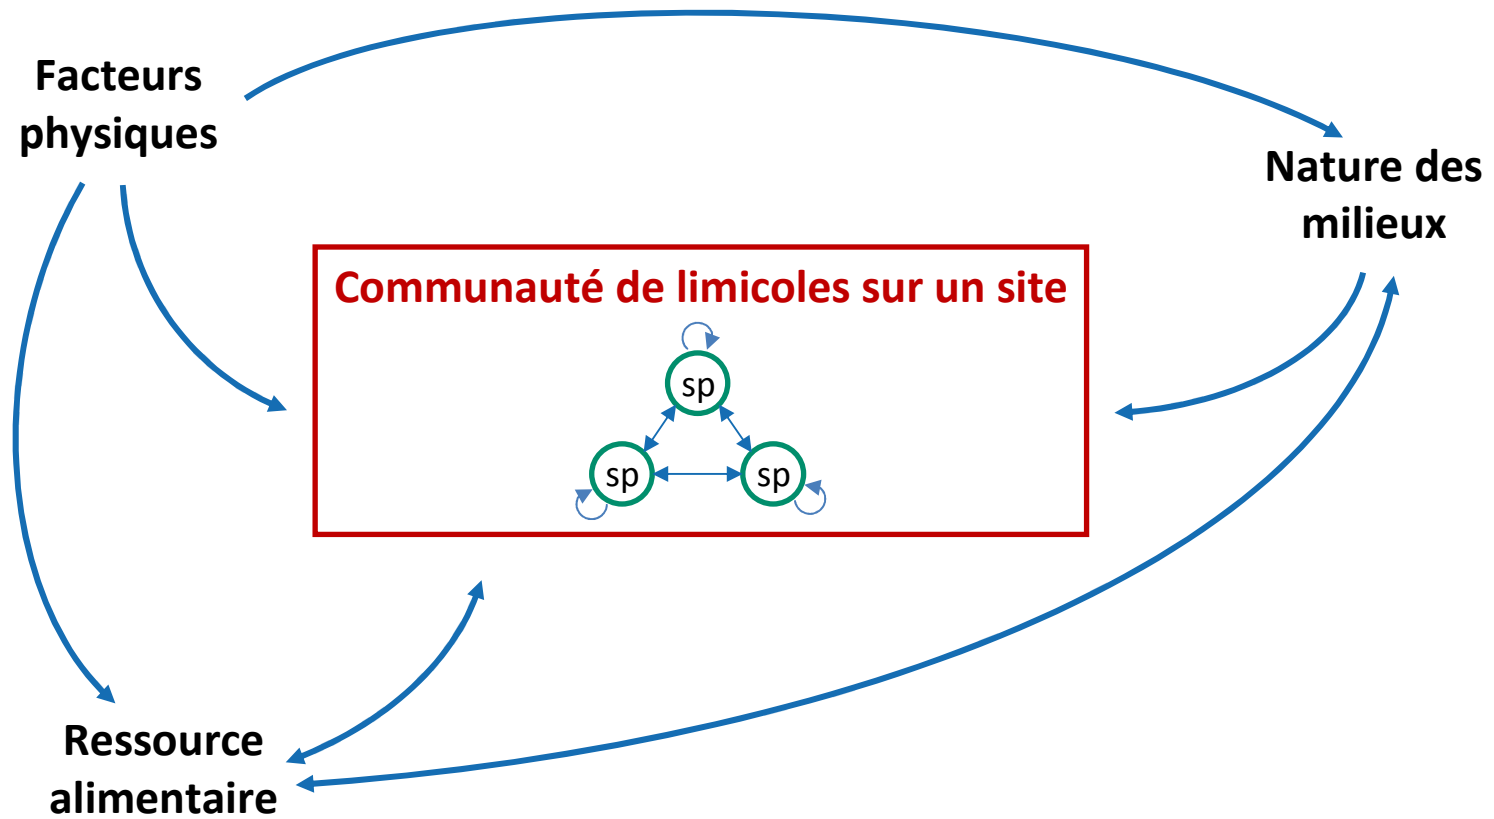 Facteurs
physiques
Nature des
milieux
Communauté de limicoles sur un site
sp
sp
sp
Ressource
alimentaire